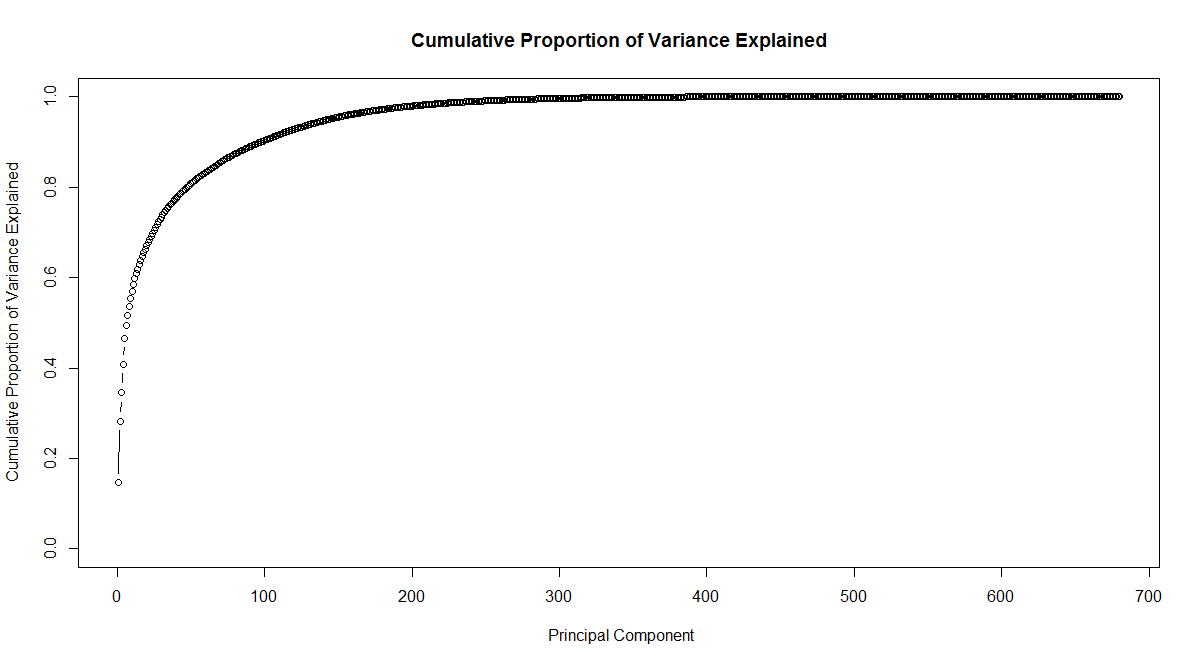 Cumulative Proportion of Variance Explained
Cumulative Proportion of Variance Explained
1.0
0.8
0.6
0.4
0.2
0.0
0 100 200 300 400 500 600 700
Principal Component